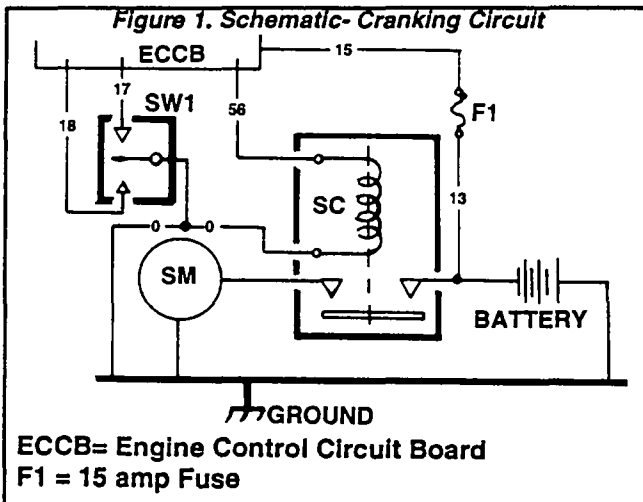 Figure 1. Schematic- Cranking Circuit
ECCB
15
17
SW1
18
56
F1
SC
13
0 0
SM
BATTERY
GROUND
ECCB= Engine Control Circuit Board
F1 = 15 amp Fuse